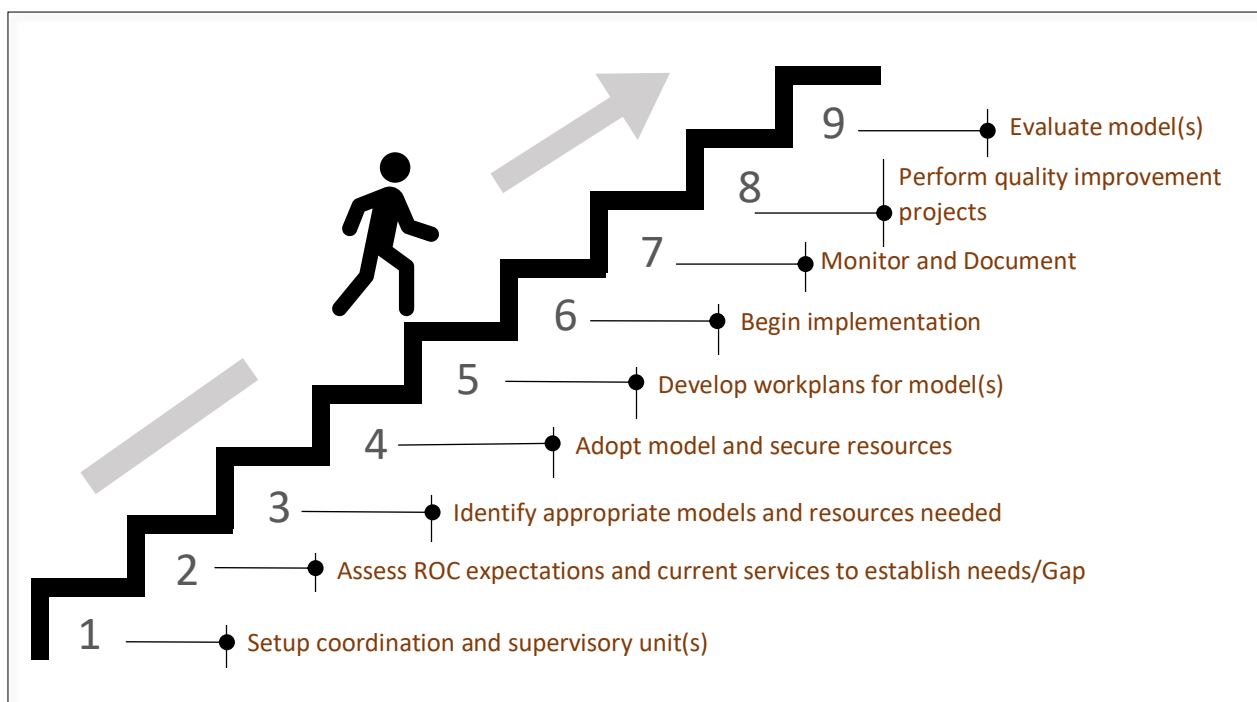 9 Evaluate model(s)
8 Perform quality improvement
projects
7 Monitor and Document
6 Begin implementation
5 Develop workplans for model(s)
4 Adopt model and secure resources
3 Identify appropriate models and resources needed
2 Assess ROC expectations and current services to establish needs/Gap
1 Setup coordination and supervisory unit(s)